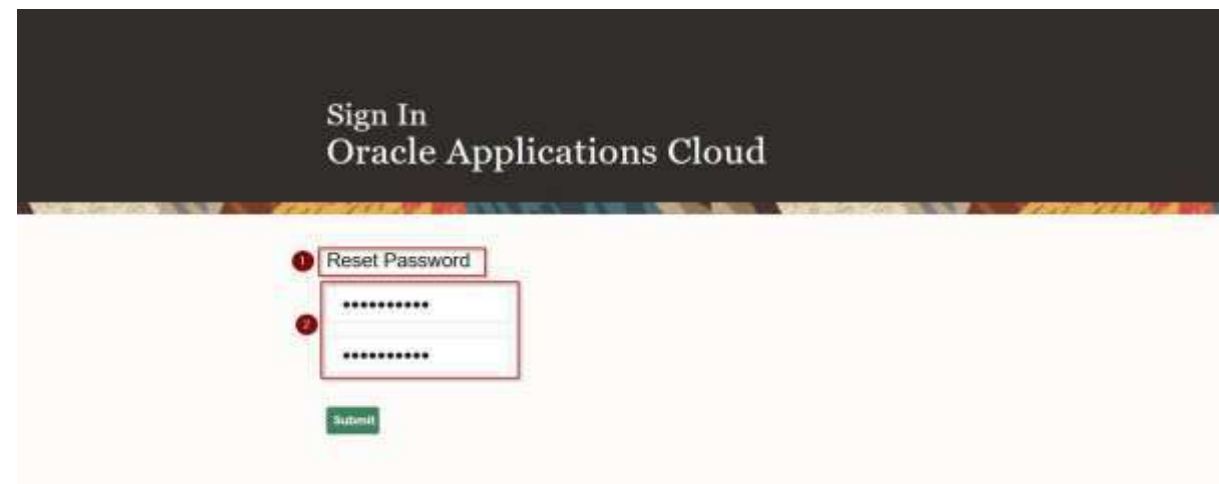 Sign In
Oracle Applications Cloud
1 Reset Password
••••••••••
2
••••••••••
Submit